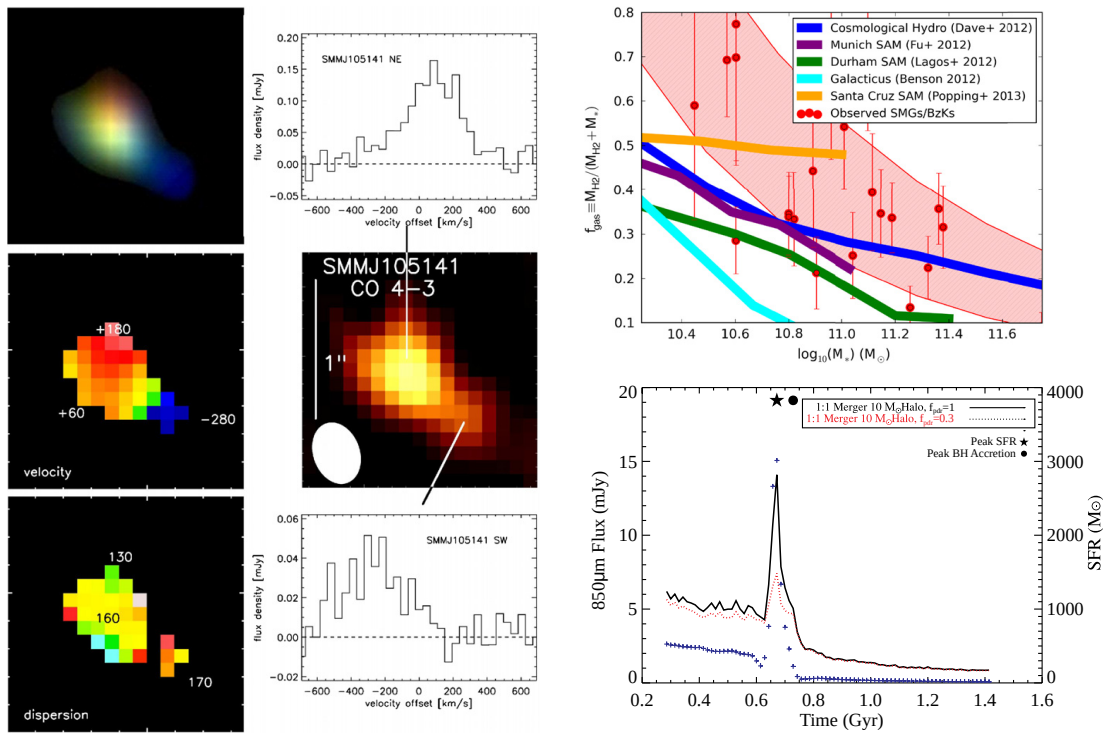 SMMJ105141 NE
flux density [mJy]
0.20
0.15
0.10
0.05
0.00
−0.05
−600 −400 −200 0 200 400 600
velocity offset [km/s]
+180
+60
−280
velocity
SMMJ105141
CO 4−3
1"
130
160
170
dispersion
SMMJ105141 SW
flux density [mJy]
0.06
0.04
0.02
0.00
−0.02
−600 −400 −200 0 200 400 600
velocity offset [km/s]
Cosmological Hydro (Dave+ 2012)
Munich SAM (Fu+ 2012)
Durham SAM (Lagos+ 2012)
Galacticus (Benson 2012)
Santa Cruz SAM (Popping+ 2013)
Observed SMGs/BzKs
f_gas ≡ M_H2/(M_H2 + M_*)
0.8
0.7
0.6
0.5
0.4
0.3
0.2
0.1
10.4 10.6 10.8 11.0 11.2 11.4 11.6
log₁₀(M_*) (M⊙)
1:1 Merger 10 M⊙Halo, f_pdr=1
1:1 Merger 10 M⊙Halo, f_pdr=0.3
Peak SFR ★
Peak BH Accretion ●
850μm Flux (mJy)
20
15
10
5
0
SFR (M⊙)
4000
3000
2000
1000
0
0.2 0.4 0.6 0.8 1.0 1.2 1.4 1.6
Time (Gyr)